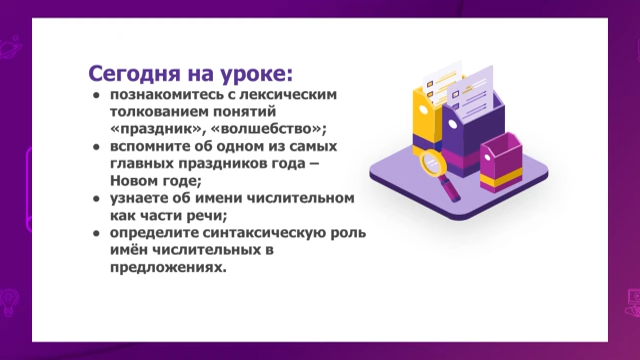 Сегодня на уроке:
● познакомитесь с лексическим
толкованием понятий
«праздник», «волшебство»;
● вспомните об одном из самых
главных праздников года –
Новом годе;
● узнаете об имени числительном
как части речи;
● определите синтаксическую роль
имён числительных в
предложениях.